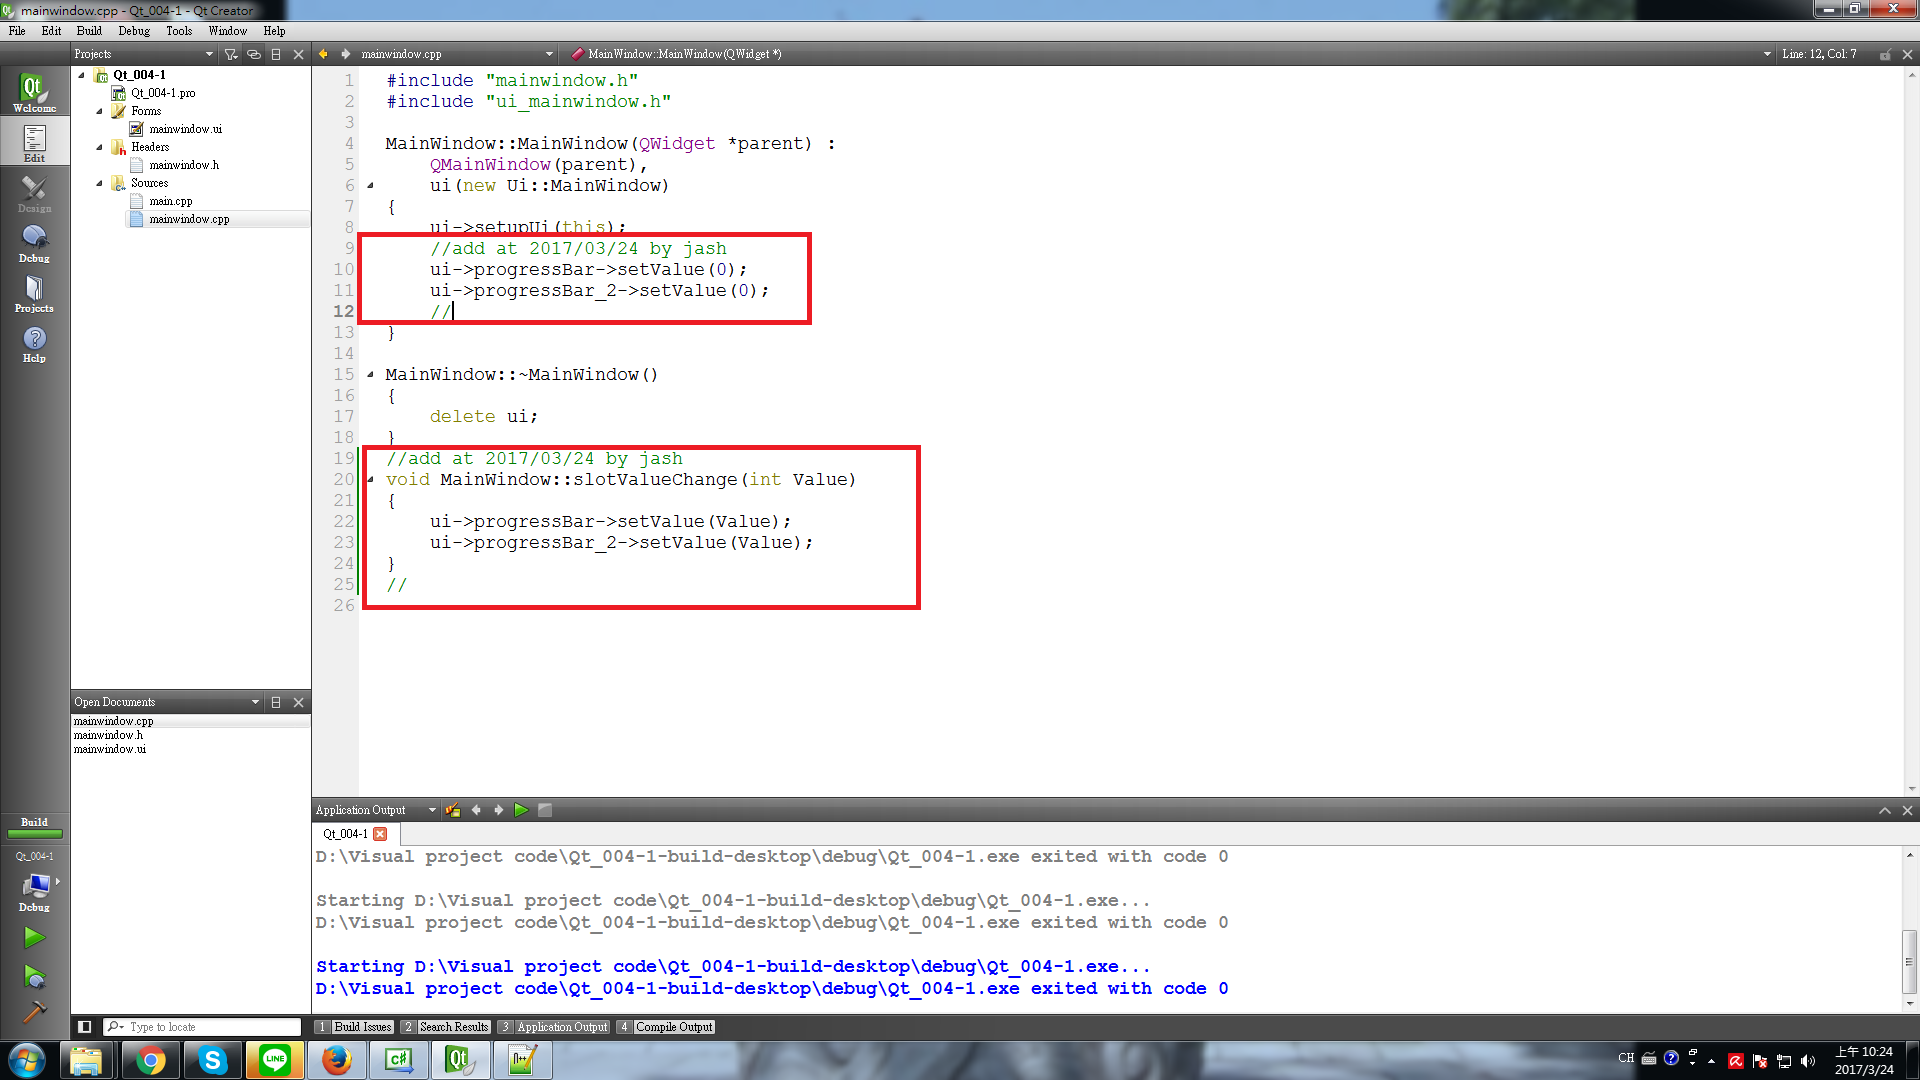 mainwindow.cpp - Qt_004-1 - Qt Creator
File Edit Build Debug Tools Window Help
Projects
mainwindow.cpp
MainWindow::MainWindow(QWidget *)
Line: 12, Col: 7
Welcome
Edit
Design
Debug
Projects
Help
Qt_004-1
Qt_004-1.pro
Forms
mainwindow.ui
Headers
mainwindow.h
Sources
main.cpp
mainwindow.cpp
1 #include "mainwindow.h"
2 #include "ui_mainwindow.h"
3
4 MainWindow::MainWindow(QWidget *parent) :
5 QMainWindow(parent),
6 ui(new Ui::MainWindow)
7 {
8 ui->setupUi(this);
9 //add at 2017/03/24 by jash
10 ui->progressBar->setValue(0);
11 ui->progressBar_2->setValue(0);
12 //
13 }
14
15 MainWindow::~MainWindow()
16 {
17 delete ui;
18 }
19 //add at 2017/03/24 by jash
20 void MainWindow::slotValueChange(int Value)
21 {
22 ui->progressBar->setValue(Value);
23 ui->progressBar_2->setValue(Value);
24 }
25 //
26
Open Documents
mainwindow.cpp
mainwindow.h
mainwindow.ui
Build
Qt_004-1
Debug
Application Output
Qt_004-1
D:\Visual project code\Qt_004-1-build-desktop\debug\Qt_004-1.exe exited with code 0
Starting D:\Visual project code\Qt_004-1-build-desktop\debug\Qt_004-1.exe...
D:\Visual project code\Qt_004-1-build-desktop\debug\Qt_004-1.exe exited with code 0
Starting D:\Visual project code\Qt_004-1-build-desktop\debug\Qt_004-1.exe...
D:\Visual project code\Qt_004-1-build-desktop\debug\Qt_004-1.exe exited with code 0
Type to locate
1 Build Issues 2 Search Results 3 Application Output 4 Compile Output
LINE
C#
Qt
CH
上午 10:24
2017/3/24